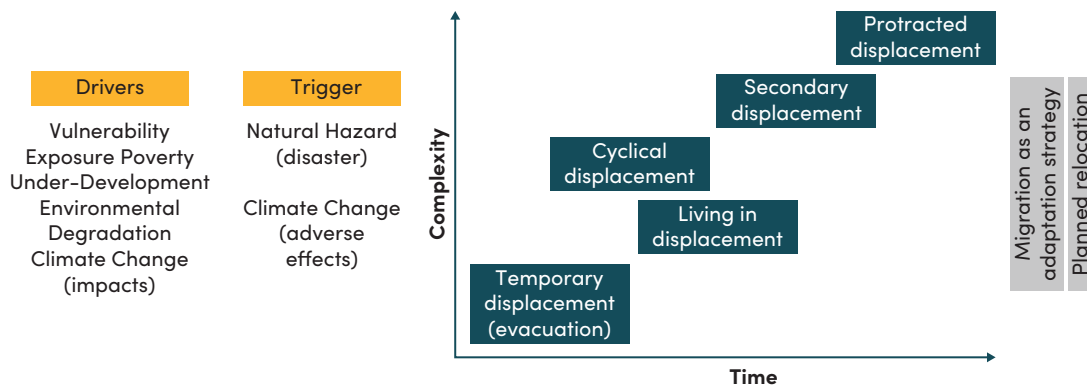 Drivers
Vulnerability
Exposure Poverty
Under-Development
Environmental
Degradation
Climate Change
(impacts)
Trigger
Natural Hazard
(disaster)
Climate Change
(adverse
effects)
Complexity
Protracted
displacement
Secondary
displacement
Cyclical
displacement
Living in
displacement
Temporary
displacement
(evacuation)
Time
Migration as an
adaptation strategy
Planned relocation